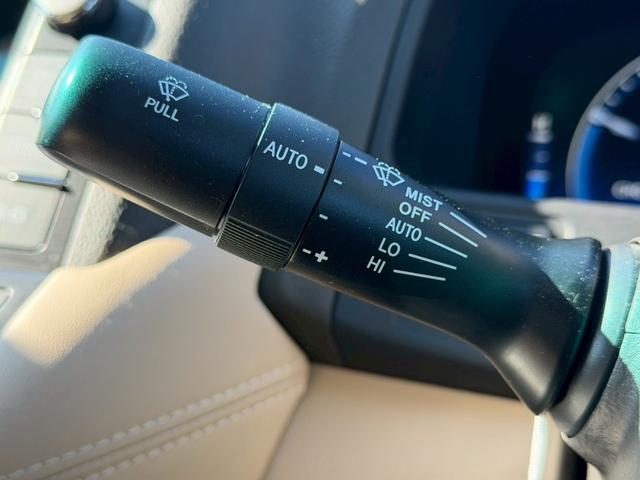 PULL
AUTO
- +
MIST
OFF
AUTO
LO
HI